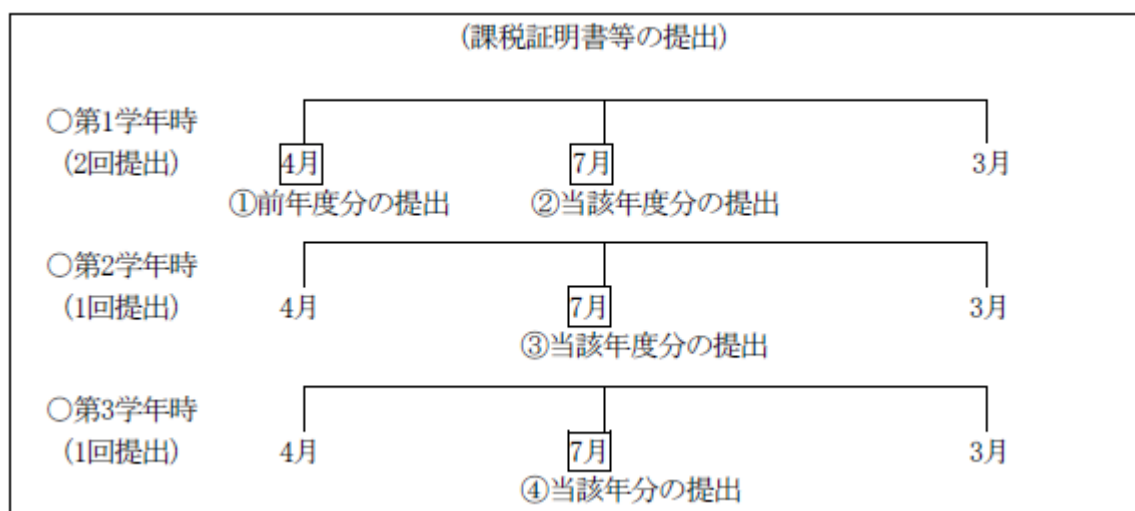 (課税証明書等の提出)
○第1学年時
(2回提出) 4月 7月 3月
①前年度分の提出 ②当該年度分の提出
○第2学年時
(1回提出) 4月 7月 3月
③当該年度分の提出
○第3学年時
(1回提出) 4月 7月 3月
④当該年分の提出